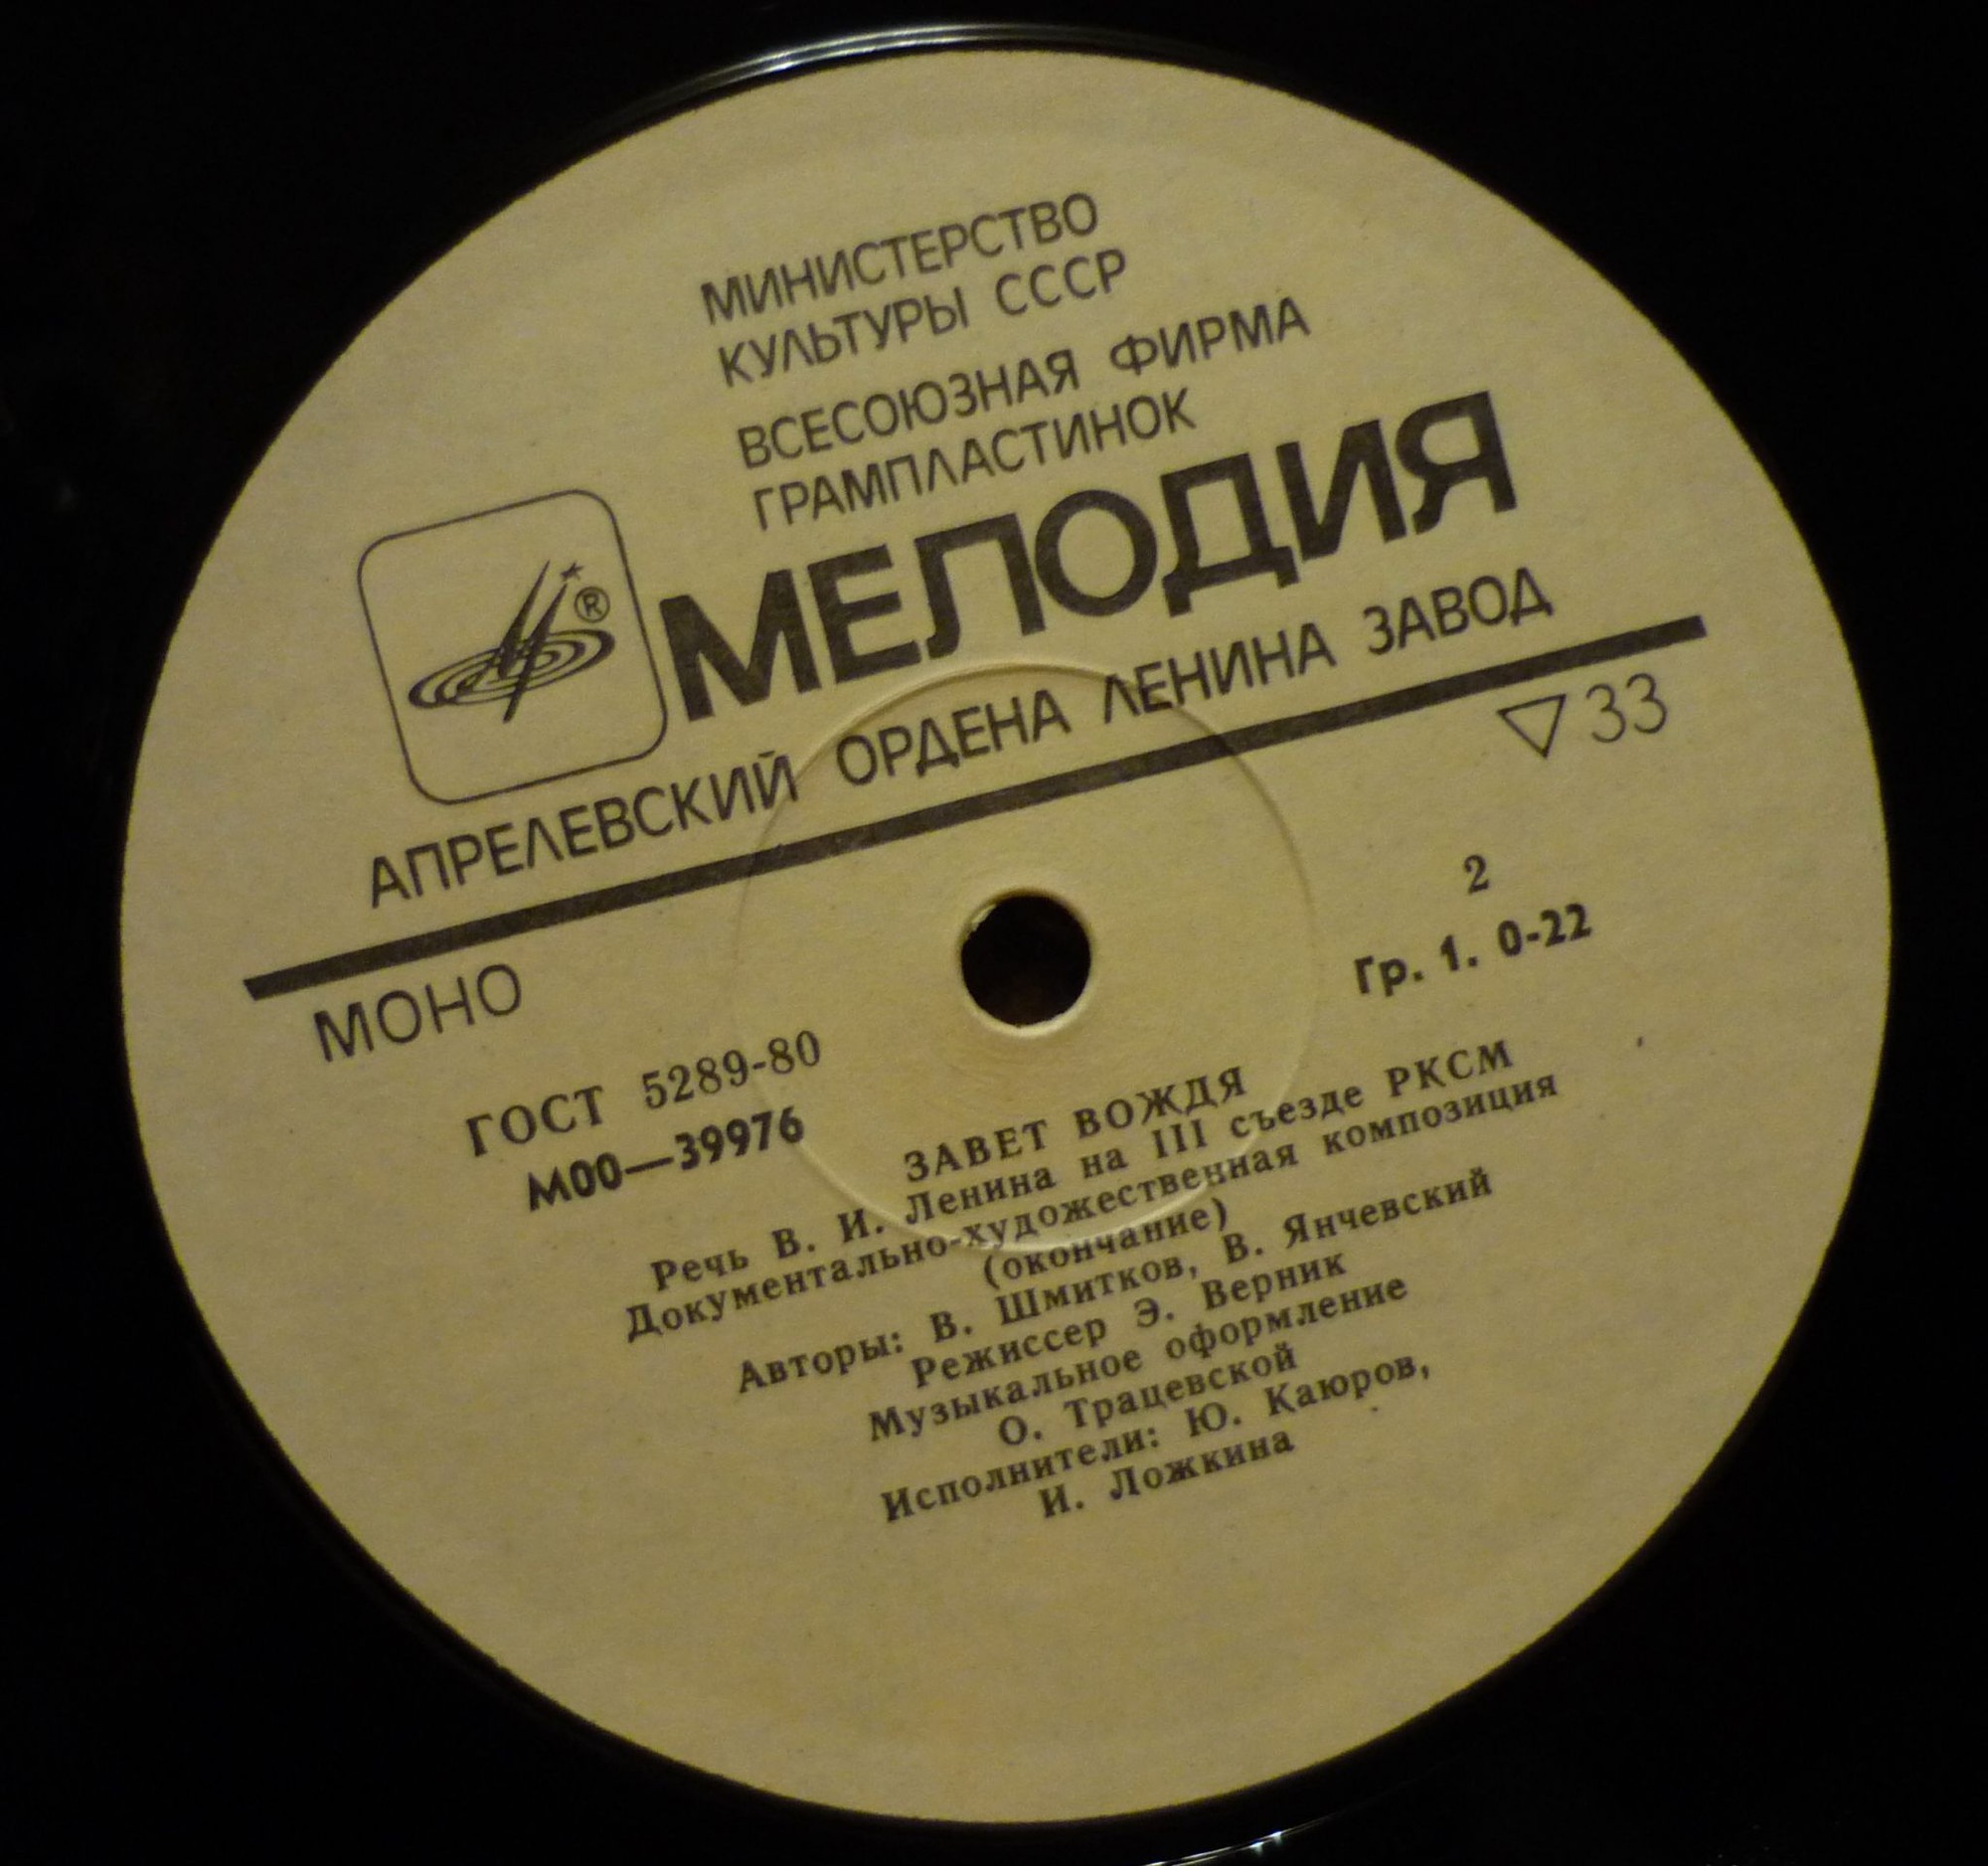 МИНИСТЕРСТВО
КУЛЬТУРЫ СССР
ВСЕСОЮЗНАЯ ФИРМА
ГРАМПЛАСТИНОК
®
МЕЛОДИЯ
АПРЕЛЕВСКИЙ ОРДЕНА ЛЕНИНА ЗАВОД
▽33
МОНО
2
Гр. 1. 0-22
ГОСТ 5289-80
М00—39976
ЗАВЕТ ВОЖДЯ
Речь В. И. Ленина на III съезде РКСМ
Документально-художественная композиция
(окончание)
Авторы: В. Шмитков, В. Янчевский
Режиссер Э. Верник
Музыкальное оформление
О. Трацевской
Исполнители: Ю. Каюров,
И. Ложкина